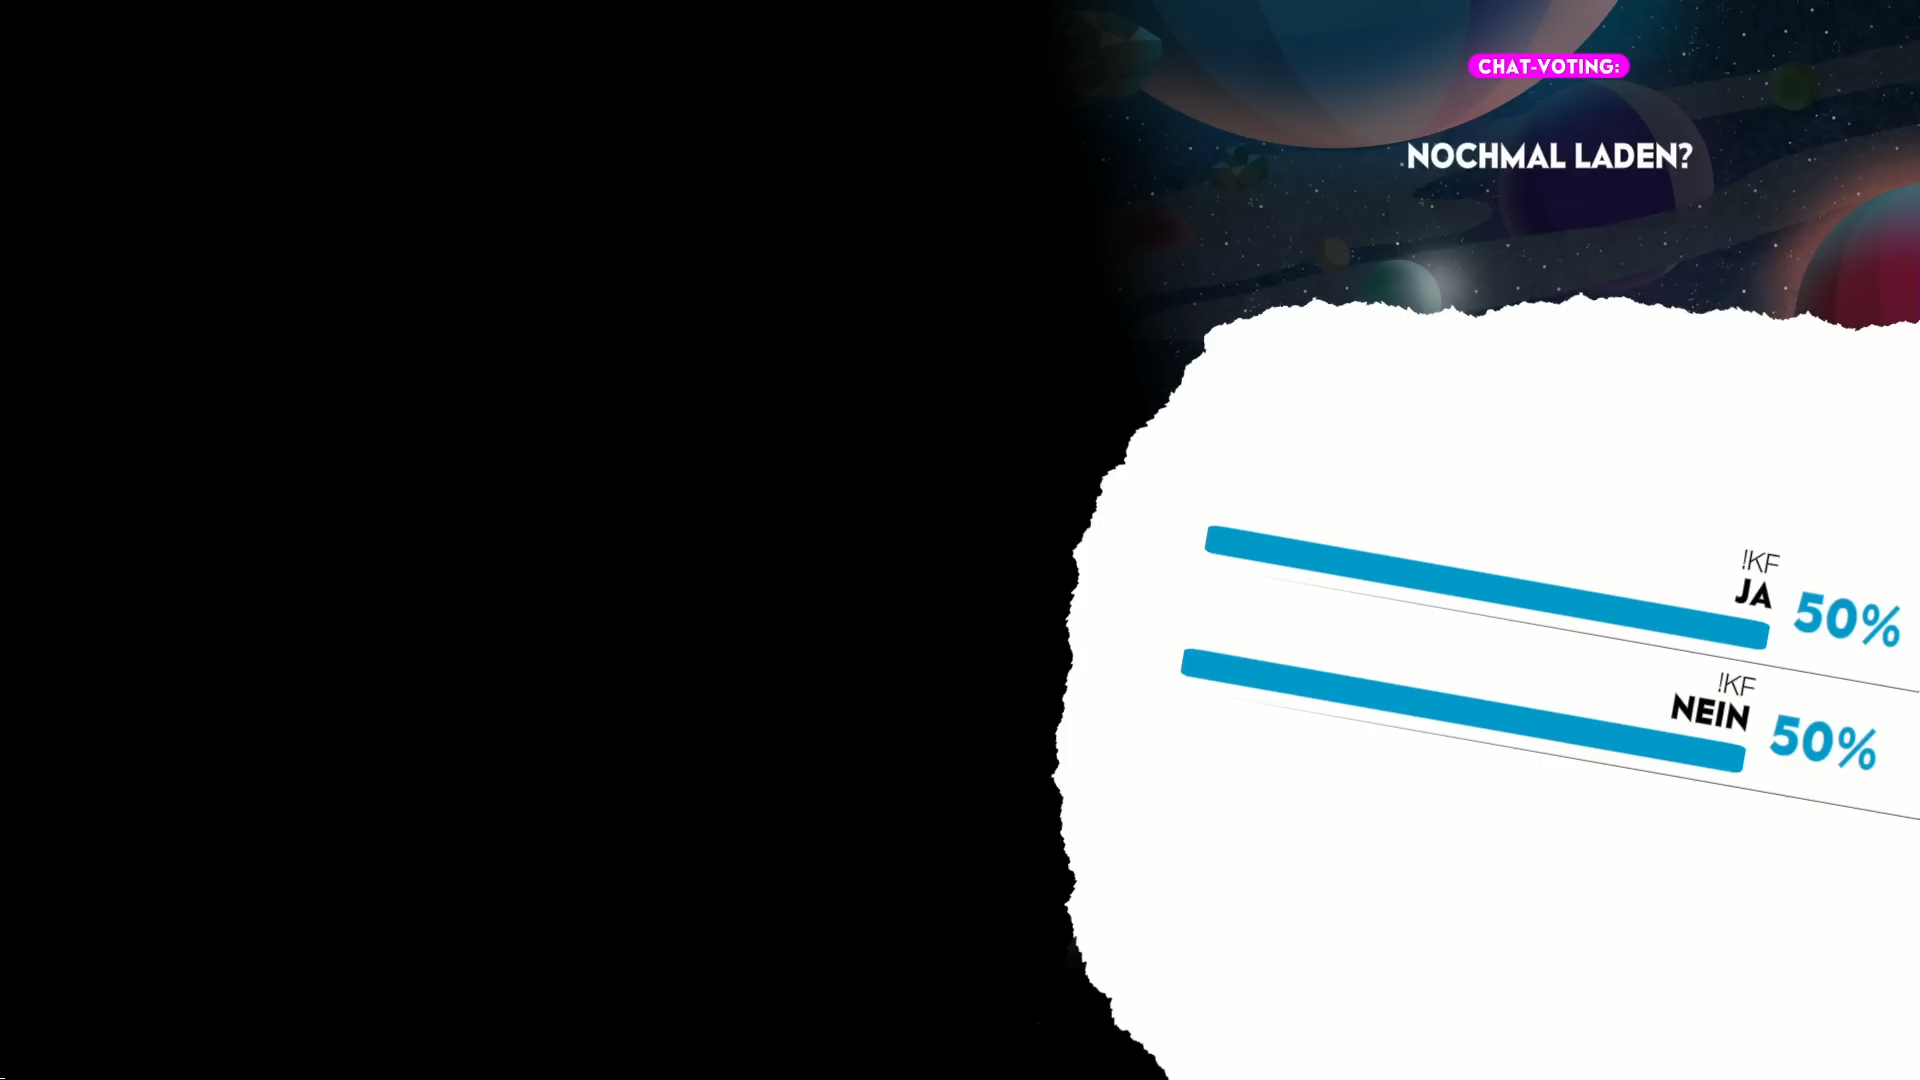 CHAT-VOTING:
NOCHMAL LADEN?
!KF
JA
50%
!KF
NEIN
50%